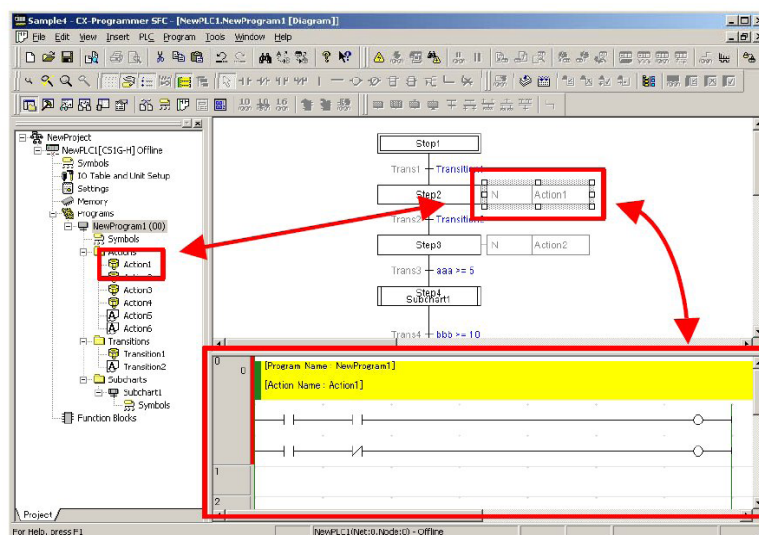 Sample4 - CX-Programmer SFC - [NewPLC1.NewProgram1 [Diagram]]
File Edit View Insert PLC Program Tools Window Help
NewProject
NewPLC1[CS1G-H] Offline
Symbols
IO Table and Unit Setup
Settings
Memory
Programs
NewProgram1 (00)
Symbols
Actions
Action1
Action3
Action4
Action5
Action6
Transitions
Transition1
Transition2
Subcharts
Subchart1
Symbols
Function Blocks
Project
Step1
Trans1 Transition1
Step2 N Action1
Trans2 Transition2
Step3 N Action2
Trans3 aaa >= 5
Step4
Subchart1
Trans4 bbb >= 10
0 0 [Program Name : NewProgram1]
[Action Name : Action1]
1
2
For Help, press F1 NewPLC1(Net:0,Node:0) - Offline